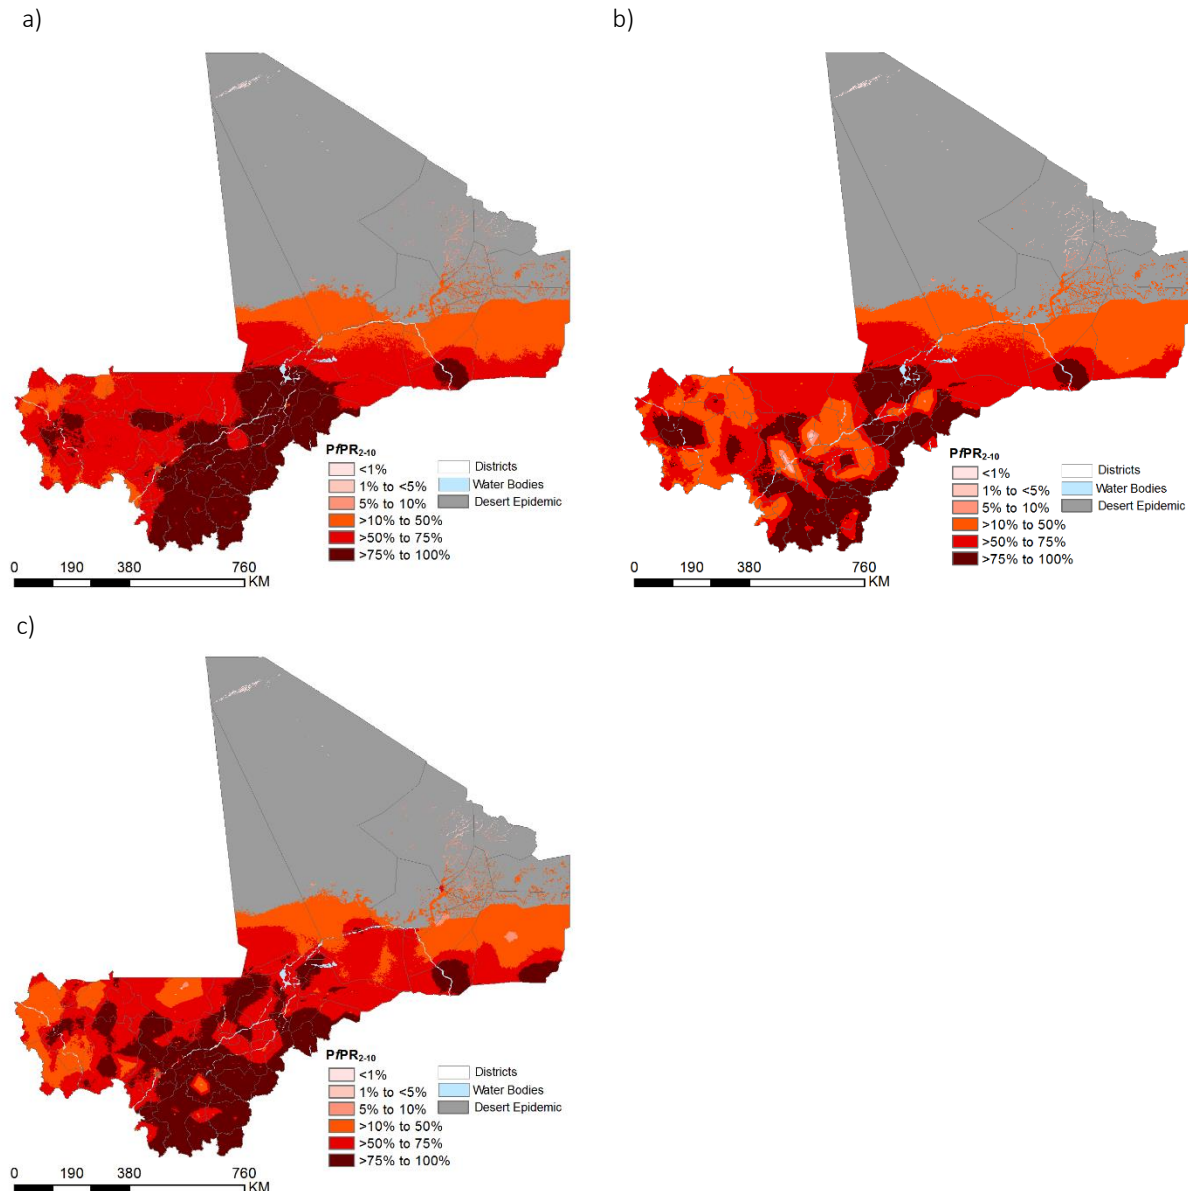 a)
b)
PfPR2-10
<1%
1% to <5%
5% to 10%
>10% to 50%
>50% to 75%
>75% to 100%
Districts
Water Bodies
Desert Epidemic
0 190 380 760
KM
PfPR2-10
<1%
1% to <5%
5% to 10%
>10% to 50%
>50% to 75%
>75% to 100%
Districts
Water Bodies
Desert Epidemic
0 190 380 760
KM
c)
PfPR2-10
<1%
1% to <5%
5% to 10%
>10% to 50%
>50% to 75%
>75% to 100%
Districts
Water Bodies
Desert Epidemic
0 190 380 760
KM